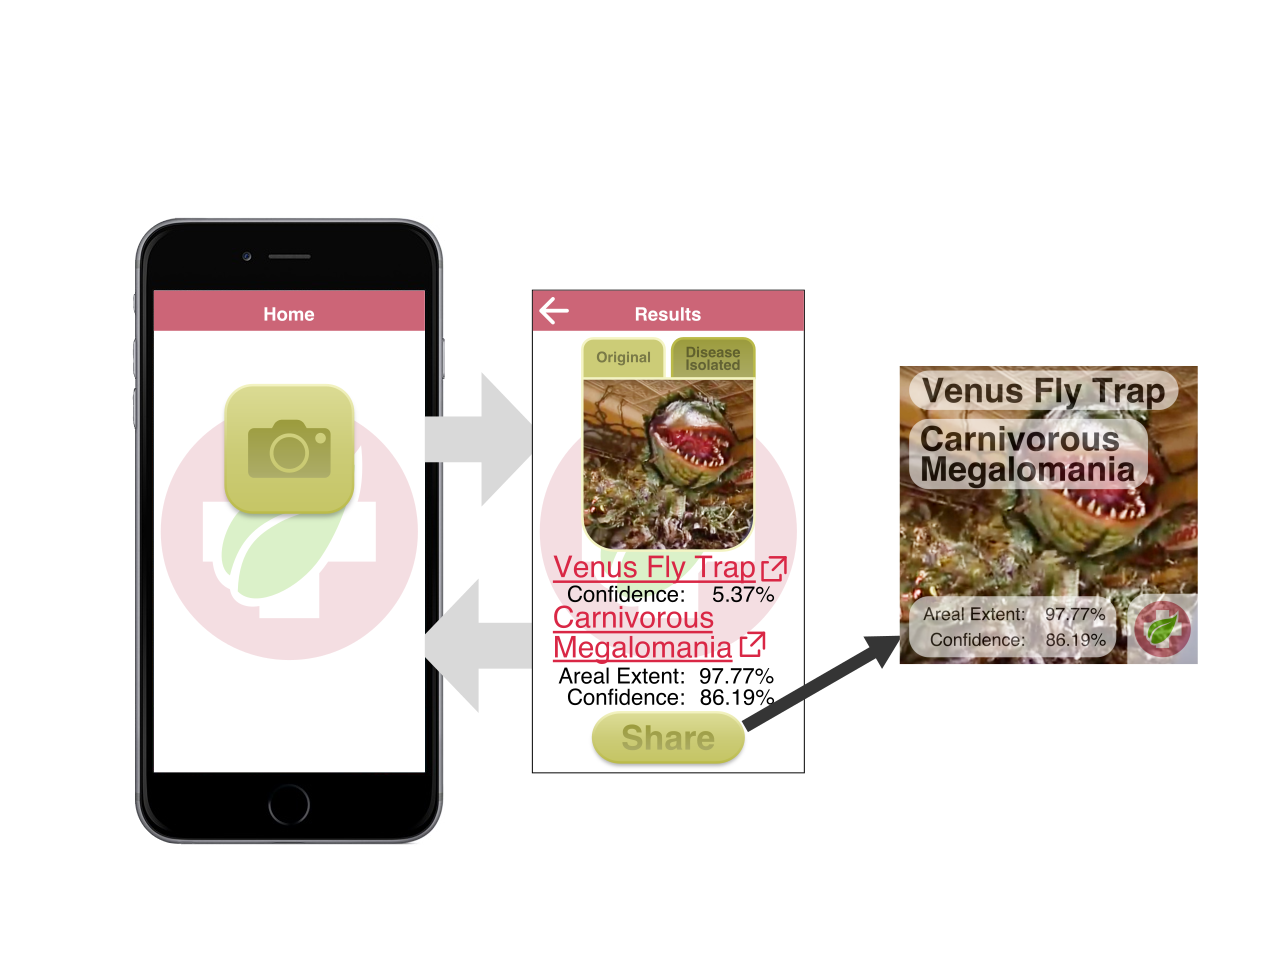 Home
Results
Original
Disease
Isolated
Venus Fly Trap
Confidence: 5.37%
Carnivorous
Megalomania
Areal Extent: 97.77%
Confidence: 86.19%
Share
Venus Fly Trap
Carnivorous
Megalomania
Areal Extent: 97.77%
Confidence: 86.19%